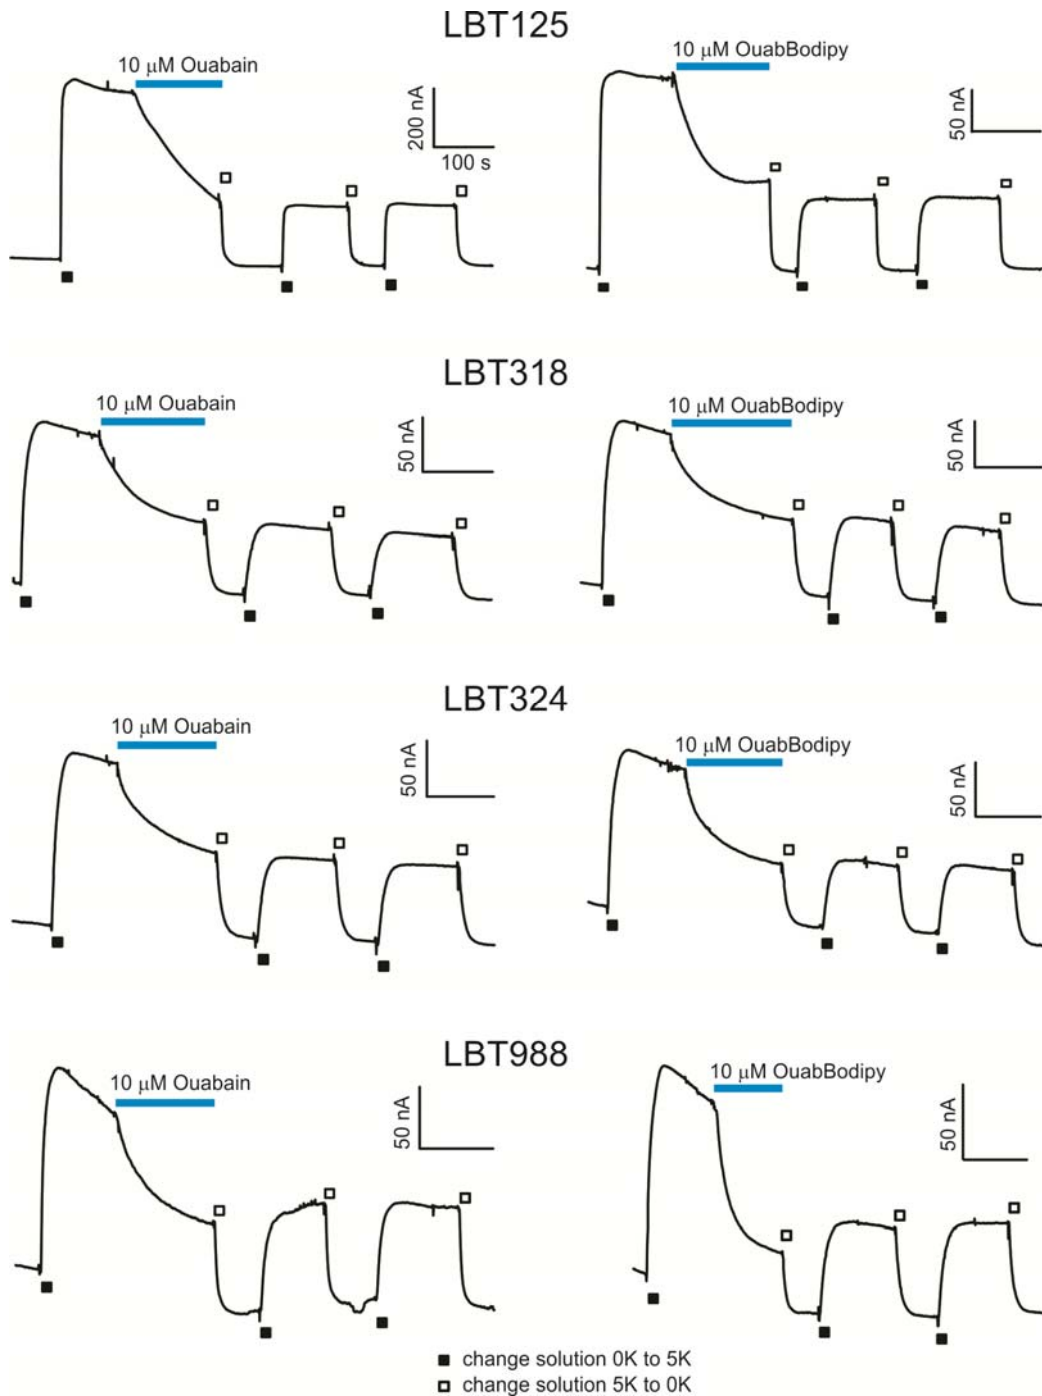 LBT125
10 μM Ouabain
200 nA
100 s
10 μM OuabBodipy
50 nA
LBT318
10 μM Ouabain
50 nA
10 μM OuabBodipy
50 nA
LBT324
10 μM Ouabain
50 nA
10 μM OuabBodipy
50 nA
LBT988
10 μM Ouabain
50 nA
10 μM OuabBodipy
50 nA
■ change solution 0K to 5K
□ change solution 5K to 0K